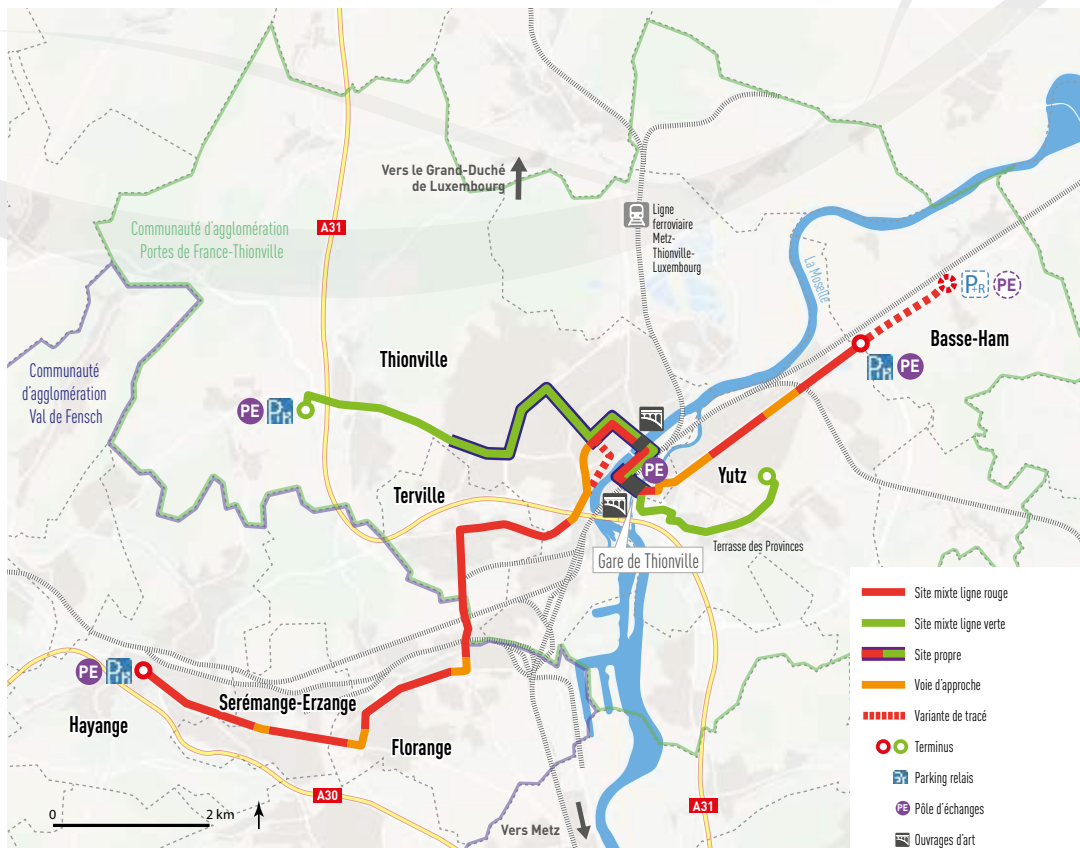 Vers le Grand-Duché
de Luxembourg
A31
Ligne
ferroviaire
Metz-
Thionville-
Luxembourg
Communauté d'agglomération
Portes de France-Thionville
La Moselle
P+R
PE
Basse-Ham
Thionville
P+R
PE
Communauté
d'agglomération
Val de Fensch
PE
P+R
PE
Yutz
Terville
Terrasse des Provinces
Gare de Thionville
PE
P+R
Serémange-Erzange
Hayange
Florange
A30
A31
0
2 km
Vers Metz
Site mixte ligne rouge
Site mixte ligne verte
Site propre
Voie d'approche
Variante de tracé
Terminus
P+R
Parking relais
PE
Pôle d'échanges
Ouvrages d'art